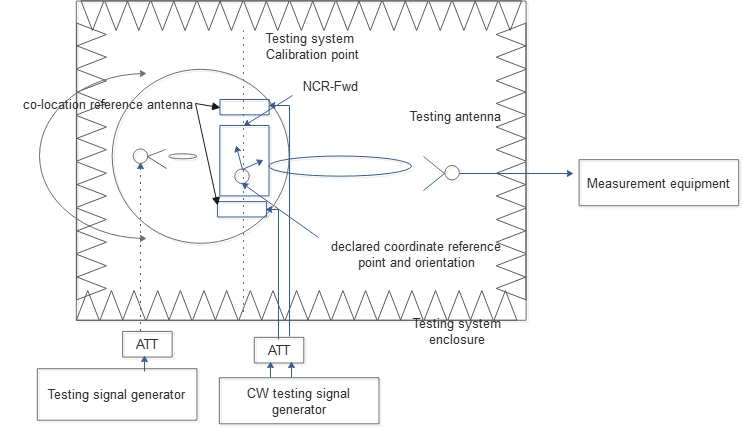 Testing system
Calibration point
NCR-Fwd
co-location reference antenna
Testing antenna
Measurement equipment
declared coordinate reference
point and orientation
Testing system
enclosure
ATT
ATT
Testing signal generator
CW testing signal
generator